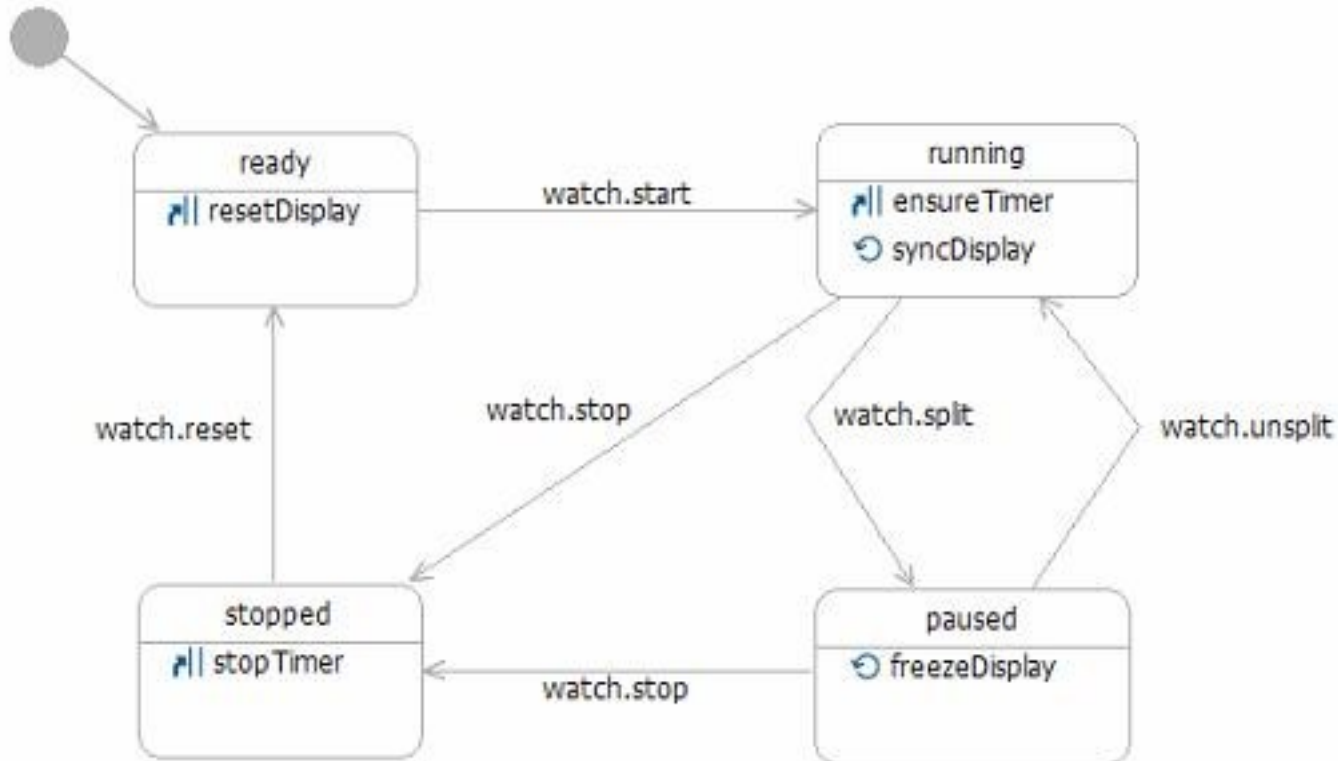 ready
resetDisplay
watch.start
running
ensureTimer
syncDisplay
watch.reset
watch.stop
watch.split
watch.unsplit
stopped
stopTimer
watch.stop
paused
freezeDisplay